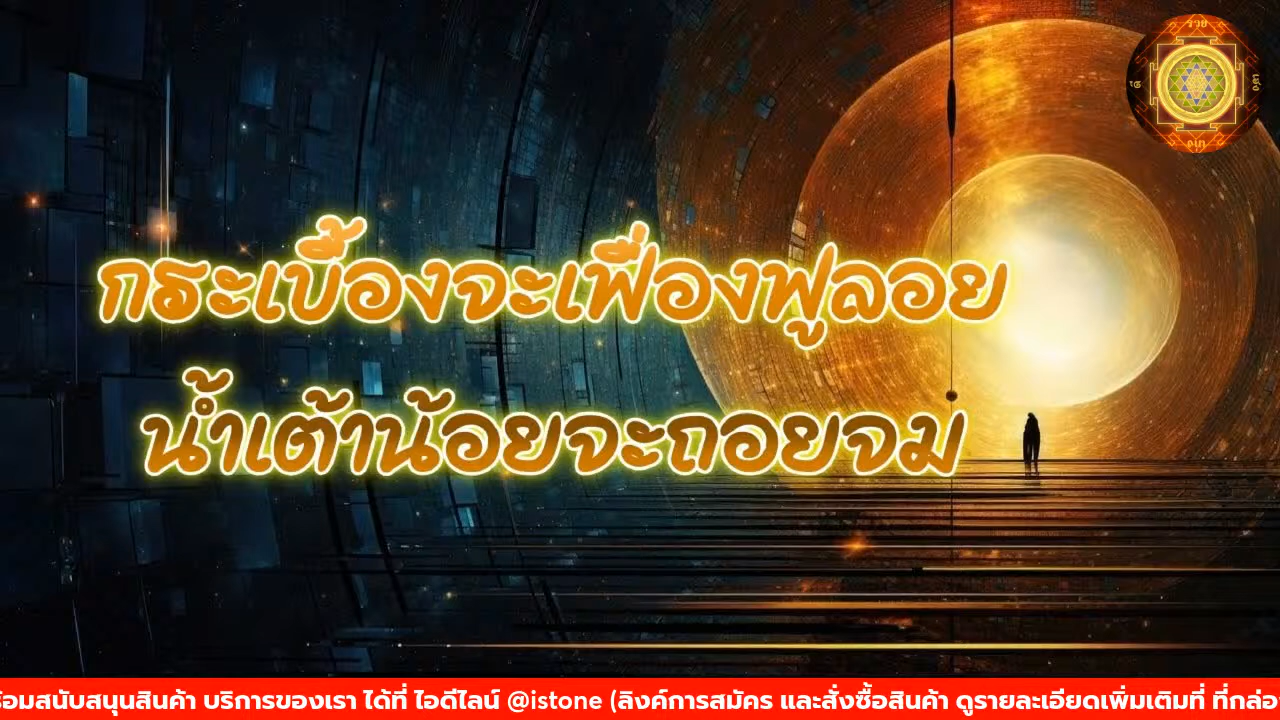 รวย
กระเบื้องจะเฟื่องฟูลอย
น้ำเต้าน้อยจะถอยจม
ร้อมสนับสนุนสินค้า บริการของเรา ได้ที่ ไอดีไลน์ @istone (ลิงค์การสมัคร และสั่งซื้อสินค้า ดูรายละเอียดเพิ่มเติมที่ ที่กล่อ